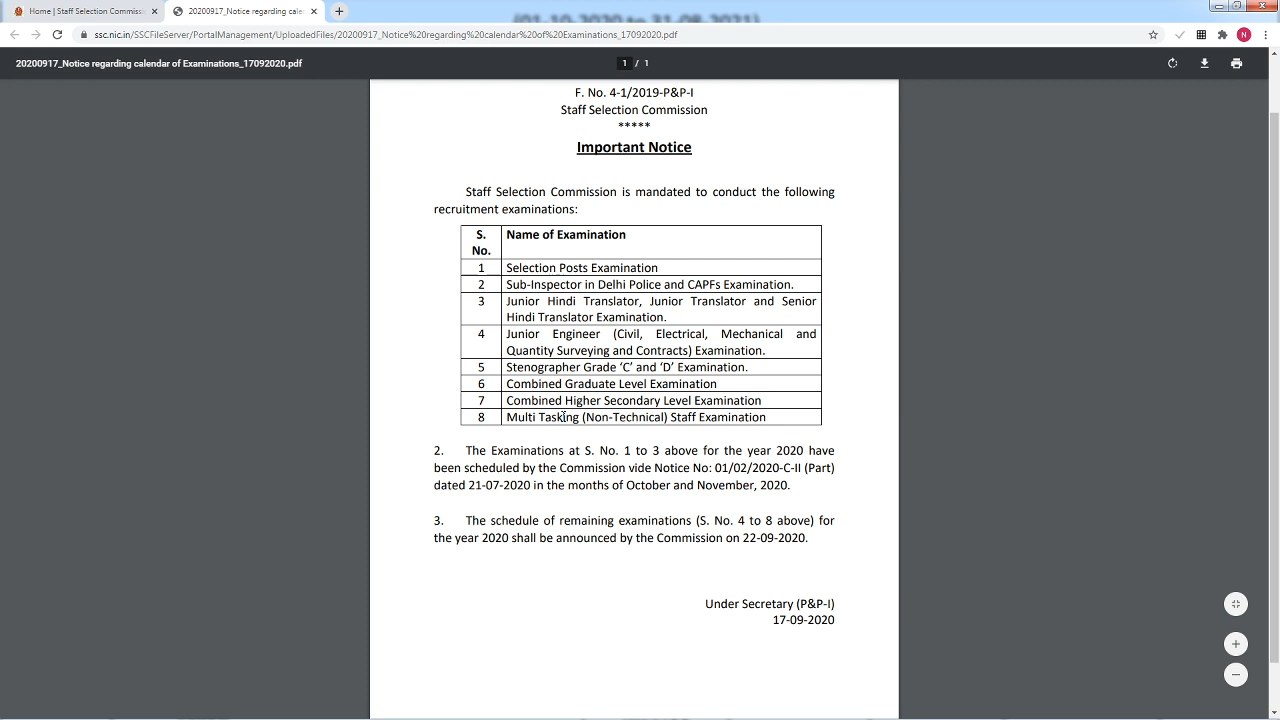 (01-10-2020 to 31-08-2021)
Home | Staff Selection Commissi
20200917_Notice regarding cale
ssc.nic.in/SSCFileServer/PortalManagement/UploadedFiles/20200917_Notice%20regarding%20calendar%20of%20Examinations_17092020.pdf
N
20200917_Notice regarding calendar of Examinations_17092020.pdf
1 / 1
F. No. 4-1/2019-P&P-I
Staff Selection Commission
*****
Important Notice
Staff Selection Commission is mandated to conduct the following
recruitment examinations:
S. No. Name of Examination
1 Selection Posts Examination
2 Sub-Inspector in Delhi Police and CAPFs Examination.
3 Junior Hindi Translator, Junior Translator and Senior
Hindi Translator Examination.
4 Junior Engineer (Civil, Electrical, Mechanical and
Quantity Surveying and Contracts) Examination.
5 Stenographer Grade ‘C’ and ‘D’ Examination.
6 Combined Graduate Level Examination
7 Combined Higher Secondary Level Examination
8 Multi Tasking (Non-Technical) Staff Examination
2. The Examinations at S. No. 1 to 3 above for the year 2020 have
been scheduled by the Commission vide Notice No: 01/02/2020-C-II (Part)
dated 21-07-2020 in the months of October and November, 2020.
3. The schedule of remaining examinations (S. No. 4 to 8 above) for
the year 2020 shall be announced by the Commission on 22-09-2020.
Under Secretary (P&P-I)
17-09-2020